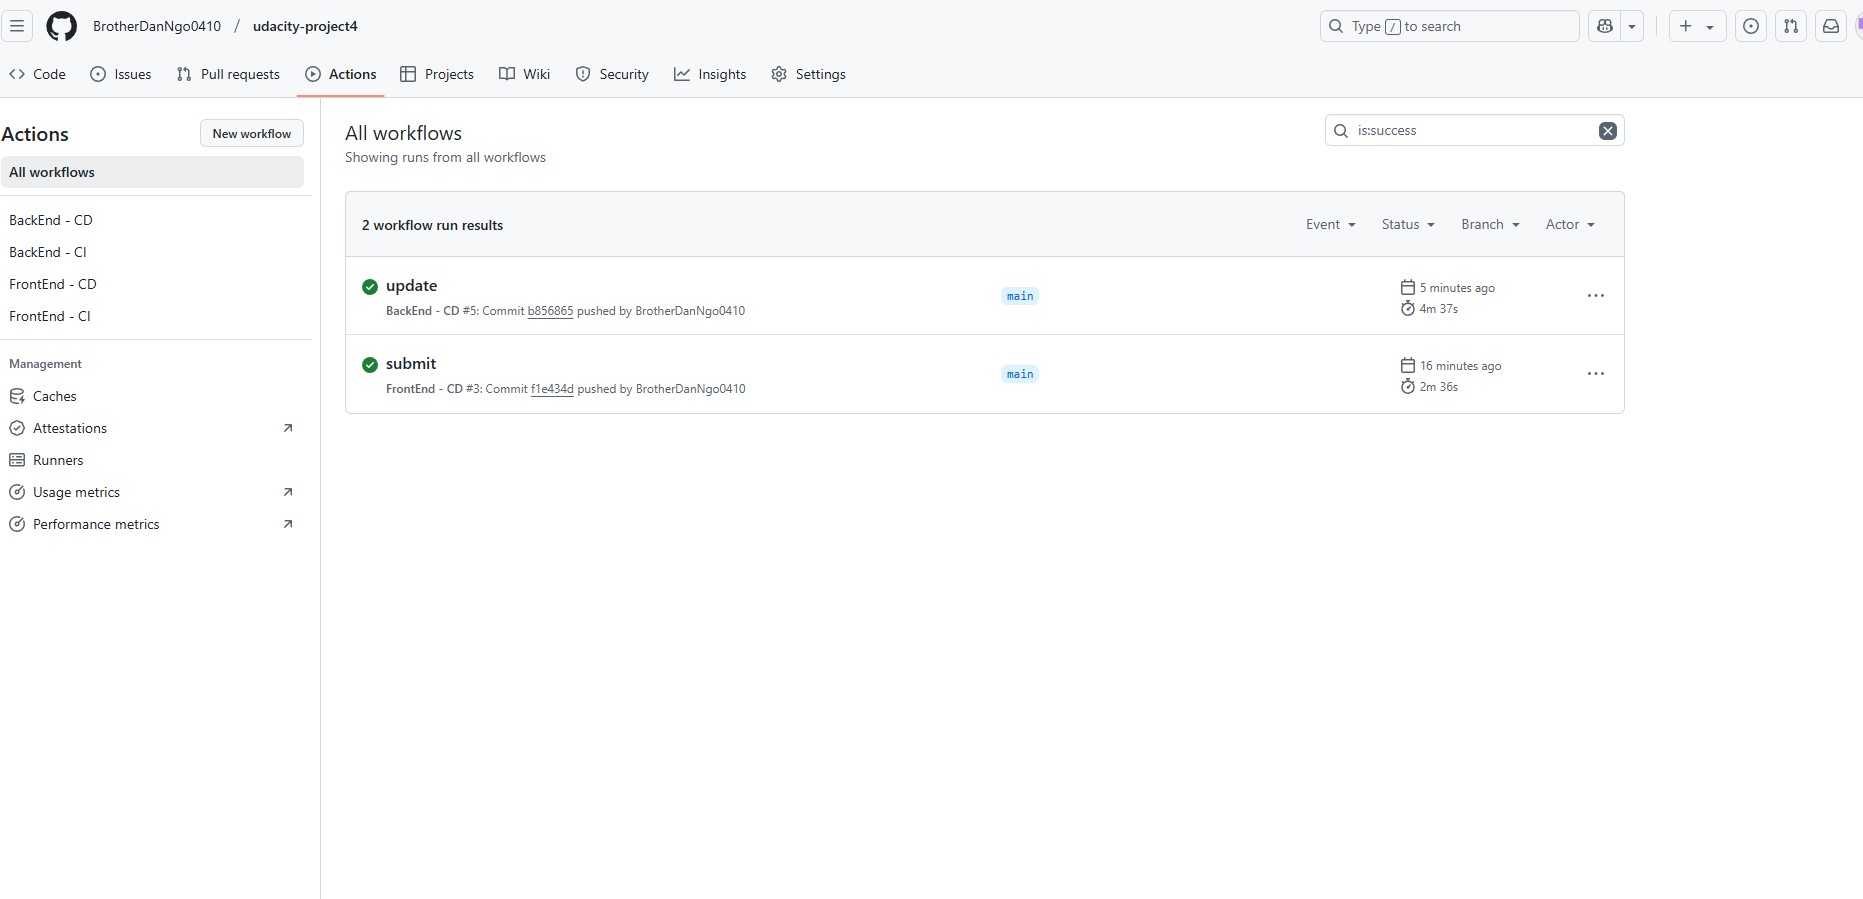 BrotherDanNgo0410 / udacity-project4
Type / to search
Code
Issues
Pull requests
Actions
Projects
Wiki
Security
Insights
Settings
Actions
New workflow
All workflows
BackEnd - CD
BackEnd - CI
FrontEnd - CD
FrontEnd - CI
Management
Caches
Attestations
Runners
Usage metrics
Performance metrics
All workflows
Showing runs from all workflows
is:success
2 workflow run results
Event
Status
Branch
Actor
update
BackEnd - CD #5: Commit b856865 pushed by BrotherDanNgo0410
main
5 minutes ago
4m 37s
submit
FrontEnd - CD #3: Commit f1e434d pushed by BrotherDanNgo0410
main
16 minutes ago
2m 36s